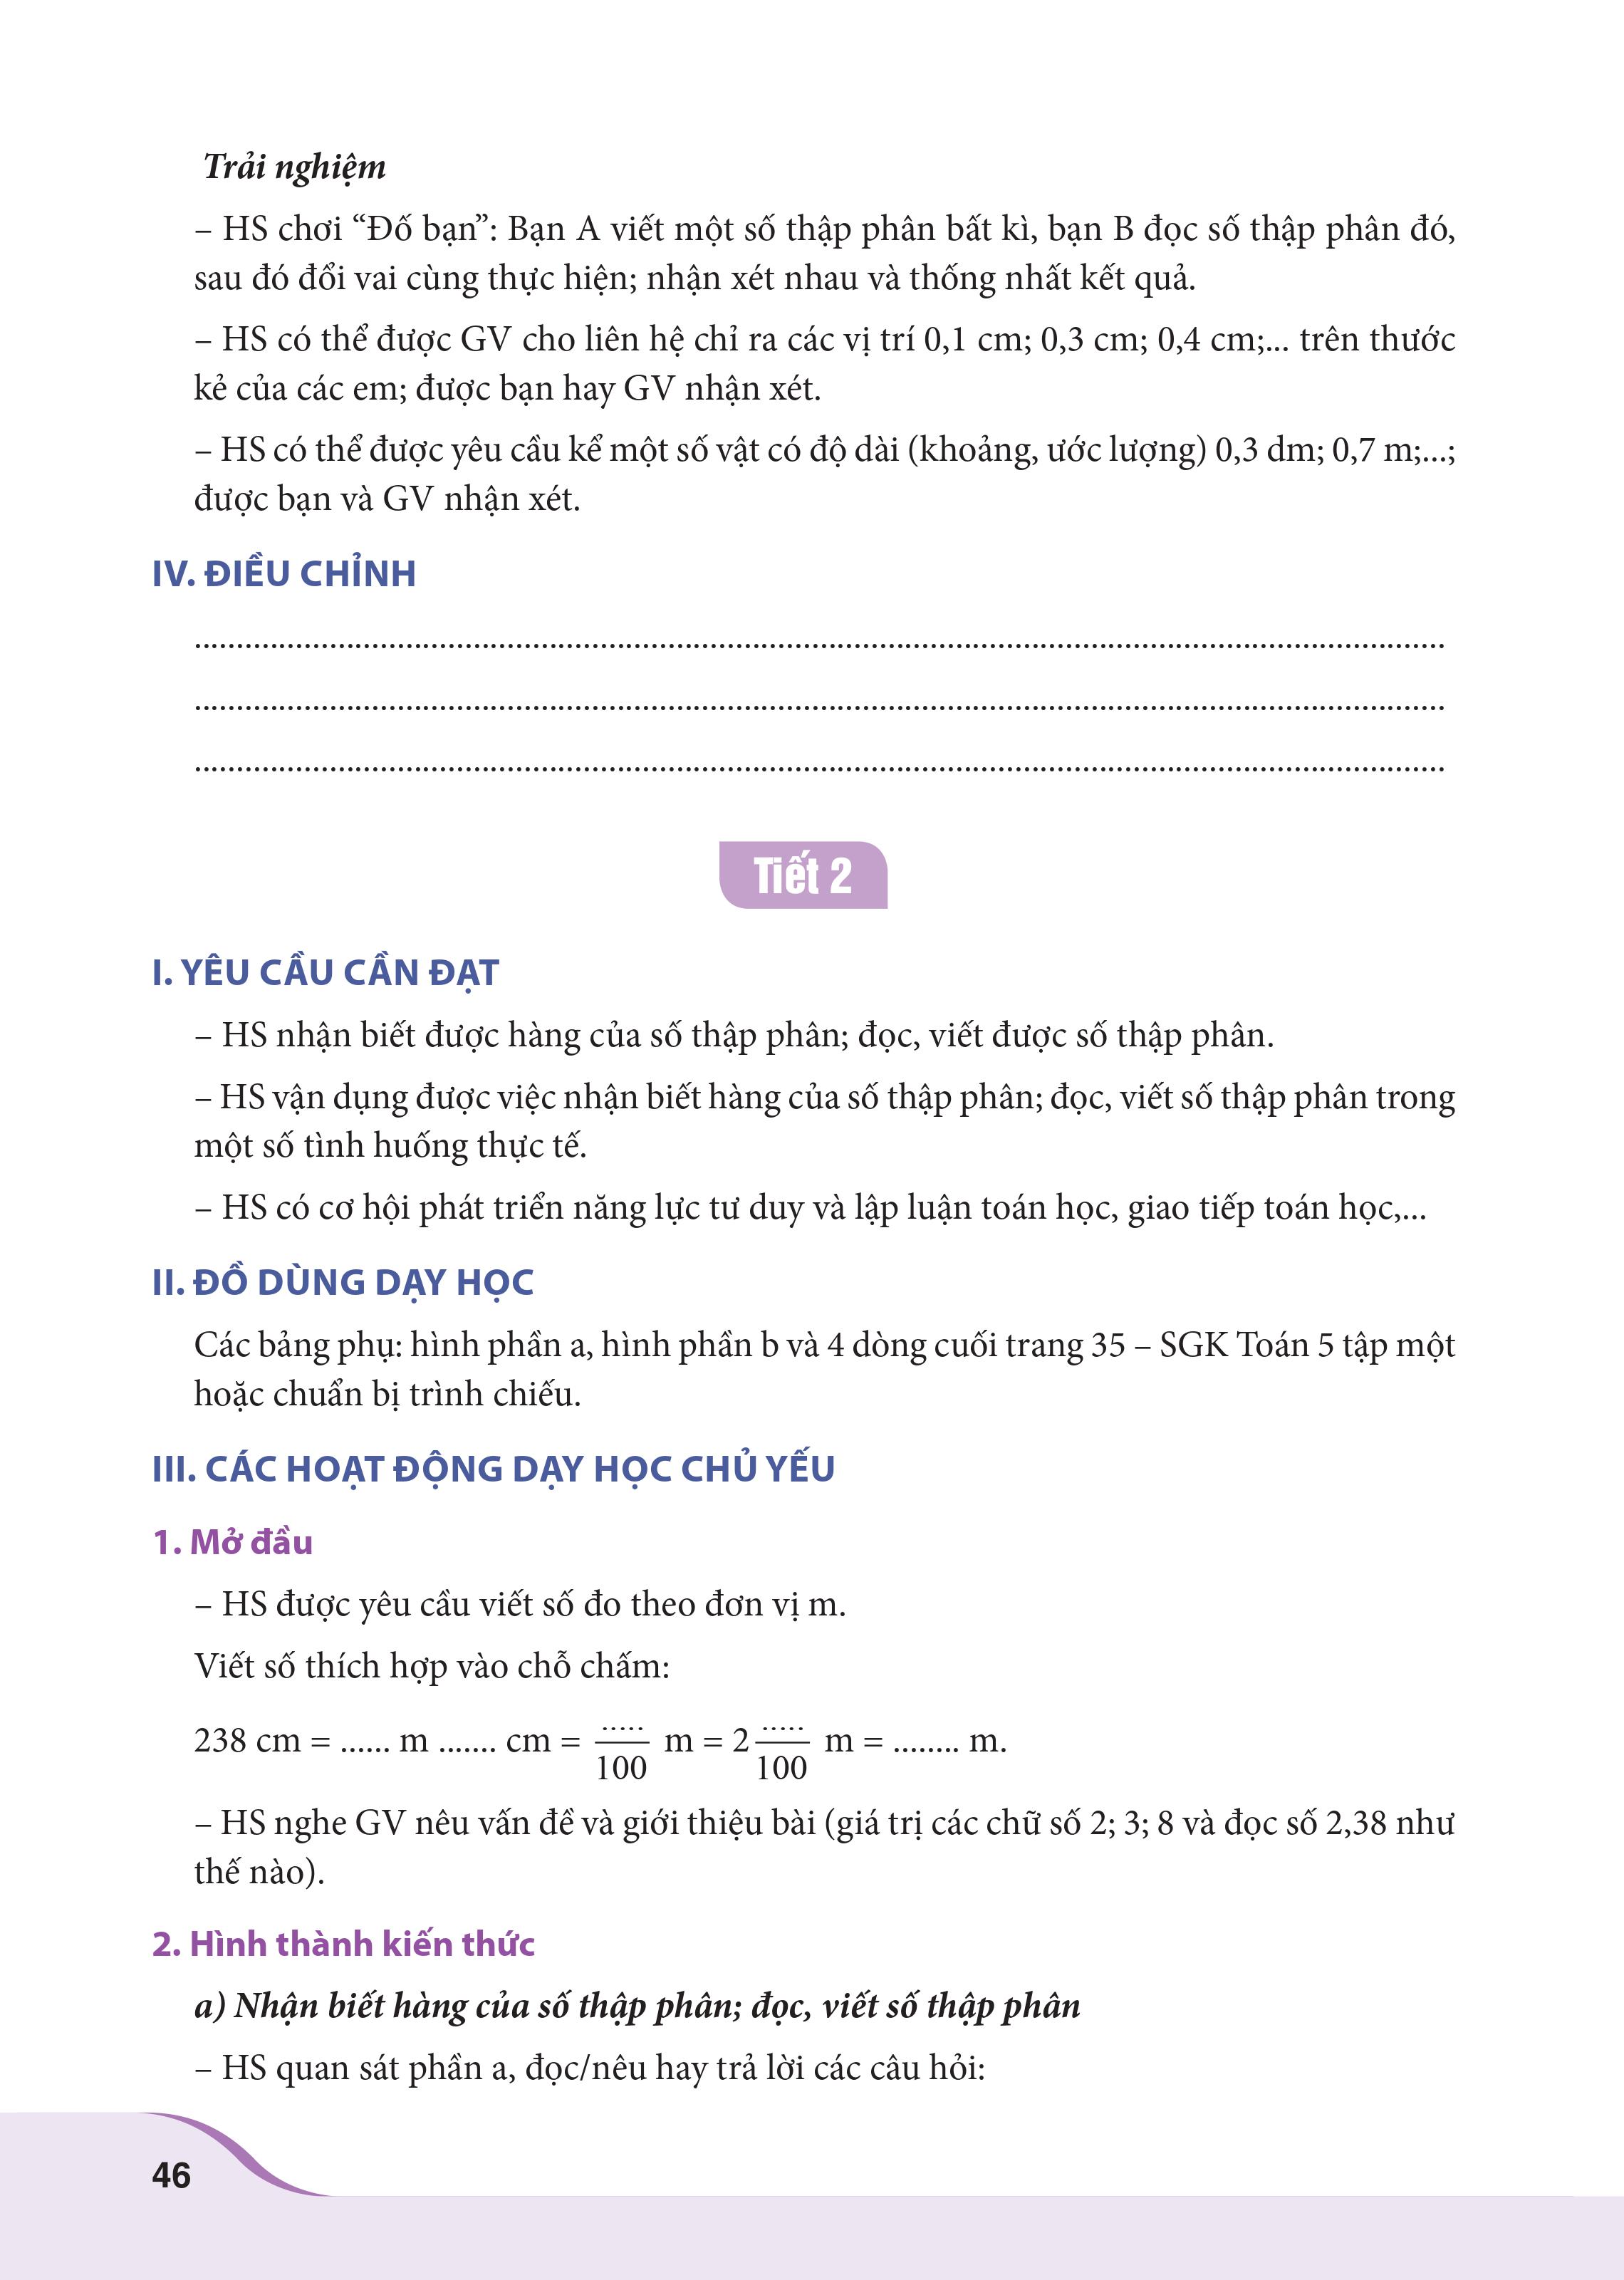 Trải nghiệm
– HS chơi “Đố bạn”: Bạn A viết một số thập phân bất kì, bạn B đọc số thập phân đó,
sau đó đổi vai cùng thực hiện; nhận xét nhau và thống nhất kết quả.
– HS có thể được GV cho liên hệ chỉ ra các vị trí 0,1 cm; 0,3 cm; 0,4 cm;... trên thước
kẻ của các em; được bạn hay GV nhận xét.
– HS có thể được yêu cầu kể một số vật có độ dài (khoảng, ước lượng) 0,3 dm; 0,7 m;...;
được bạn và GV nhận xét.
IV. ĐIỀU CHỈNH
....................................................................................................................................................
....................................................................................................................................................
....................................................................................................................................................
Tiết 2
I. YÊU CẦU CẦN ĐẠT
– HS nhận biết được hàng của số thập phân; đọc, viết được số thập phân.
– HS vận dụng được việc nhận biết hàng của số thập phân; đọc, viết số thập phân trong
một số tình huống thực tế.
– HS có cơ hội phát triển năng lực tư duy và lập luận toán học, giao tiếp toán học,...
II. ĐỒ DÙNG DẠY HỌC
Các bảng phụ: hình phần a, hình phần b và 4 dòng cuối trang 35 – SGK Toán 5 tập một
hoặc chuẩn bị trình chiếu.
III. CÁC HOẠT ĐỘNG DẠY HỌC CHỦ YẾU
1. Mở đầu
– HS được yêu cầu viết số đo theo đơn vị m.
Viết số thích hợp vào chỗ chấm:
238 cm = ...... m ....... cm = ...../100 m = 2 ...../100 m = ........ m.
– HS nghe GV nêu vấn đề và giới thiệu bài (giá trị các chữ số 2; 3; 8 và đọc số 2,38 như
thế nào).
2. Hình thành kiến thức
a) Nhận biết hàng của số thập phân; đọc, viết số thập phân
– HS quan sát phần a, đọc/nêu hay trả lời các câu hỏi:
46